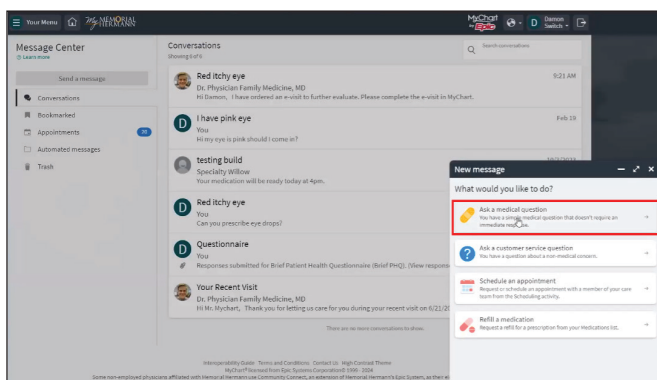 Your Menu
My MEMORIAL HERMANN
MyChart by Epic
D
Damon
Switch
Message Center
Learn more
Send a message
Conversations
Bookmarked
Appointments
Automated messages
Trash
Conversations
Showing 6 of 6
Search conversations
Red itchy eye
9:21 AM
Dr. Physician Family Medicine, MD
Hi Damon, I have ordered an e-visit to further evaluate. Please complete the e-visit in MyChart.
D
I have pink eye
Feb 19
You
Hi my eye is pink should i come in?
testing build
Specialty Willow
Your medication will be ready today at 4pm.
D
Red itchy eye
You
Can you prescribe eye drops?
D
Questionnaire
You
Responses submitted for Brief Patient Health Questionnaire (Brief PHQ). (View response
Your Recent Visit
Dr. Physician Family Medicine, MD
Hi Mr. Mychart, Thank you for letting us care for you during your recent visit on 6/21/20
There are no more conversations to show.
New message
What would you like to do?
Ask a medical question
You have a simple medical question that doesn't require an
immediate response.
Ask a customer service question
You have a question about a non-medical concern.
Schedule an appointment
Request or schedule an appointment with a member of your care
team from the Scheduling activity.
Refill a medication
Request a refill for a prescription from your Medications list.
Interoperability Guide Terms and Conditions Contact Us High Contrast Theme
MyChart® licensed from Epic Systems Corporation© 1999 - 2024
Some non-employed physicians affiliated with Memorial Hermann use Community Connect, an extension of Memorial Hermann's Epic System, as their